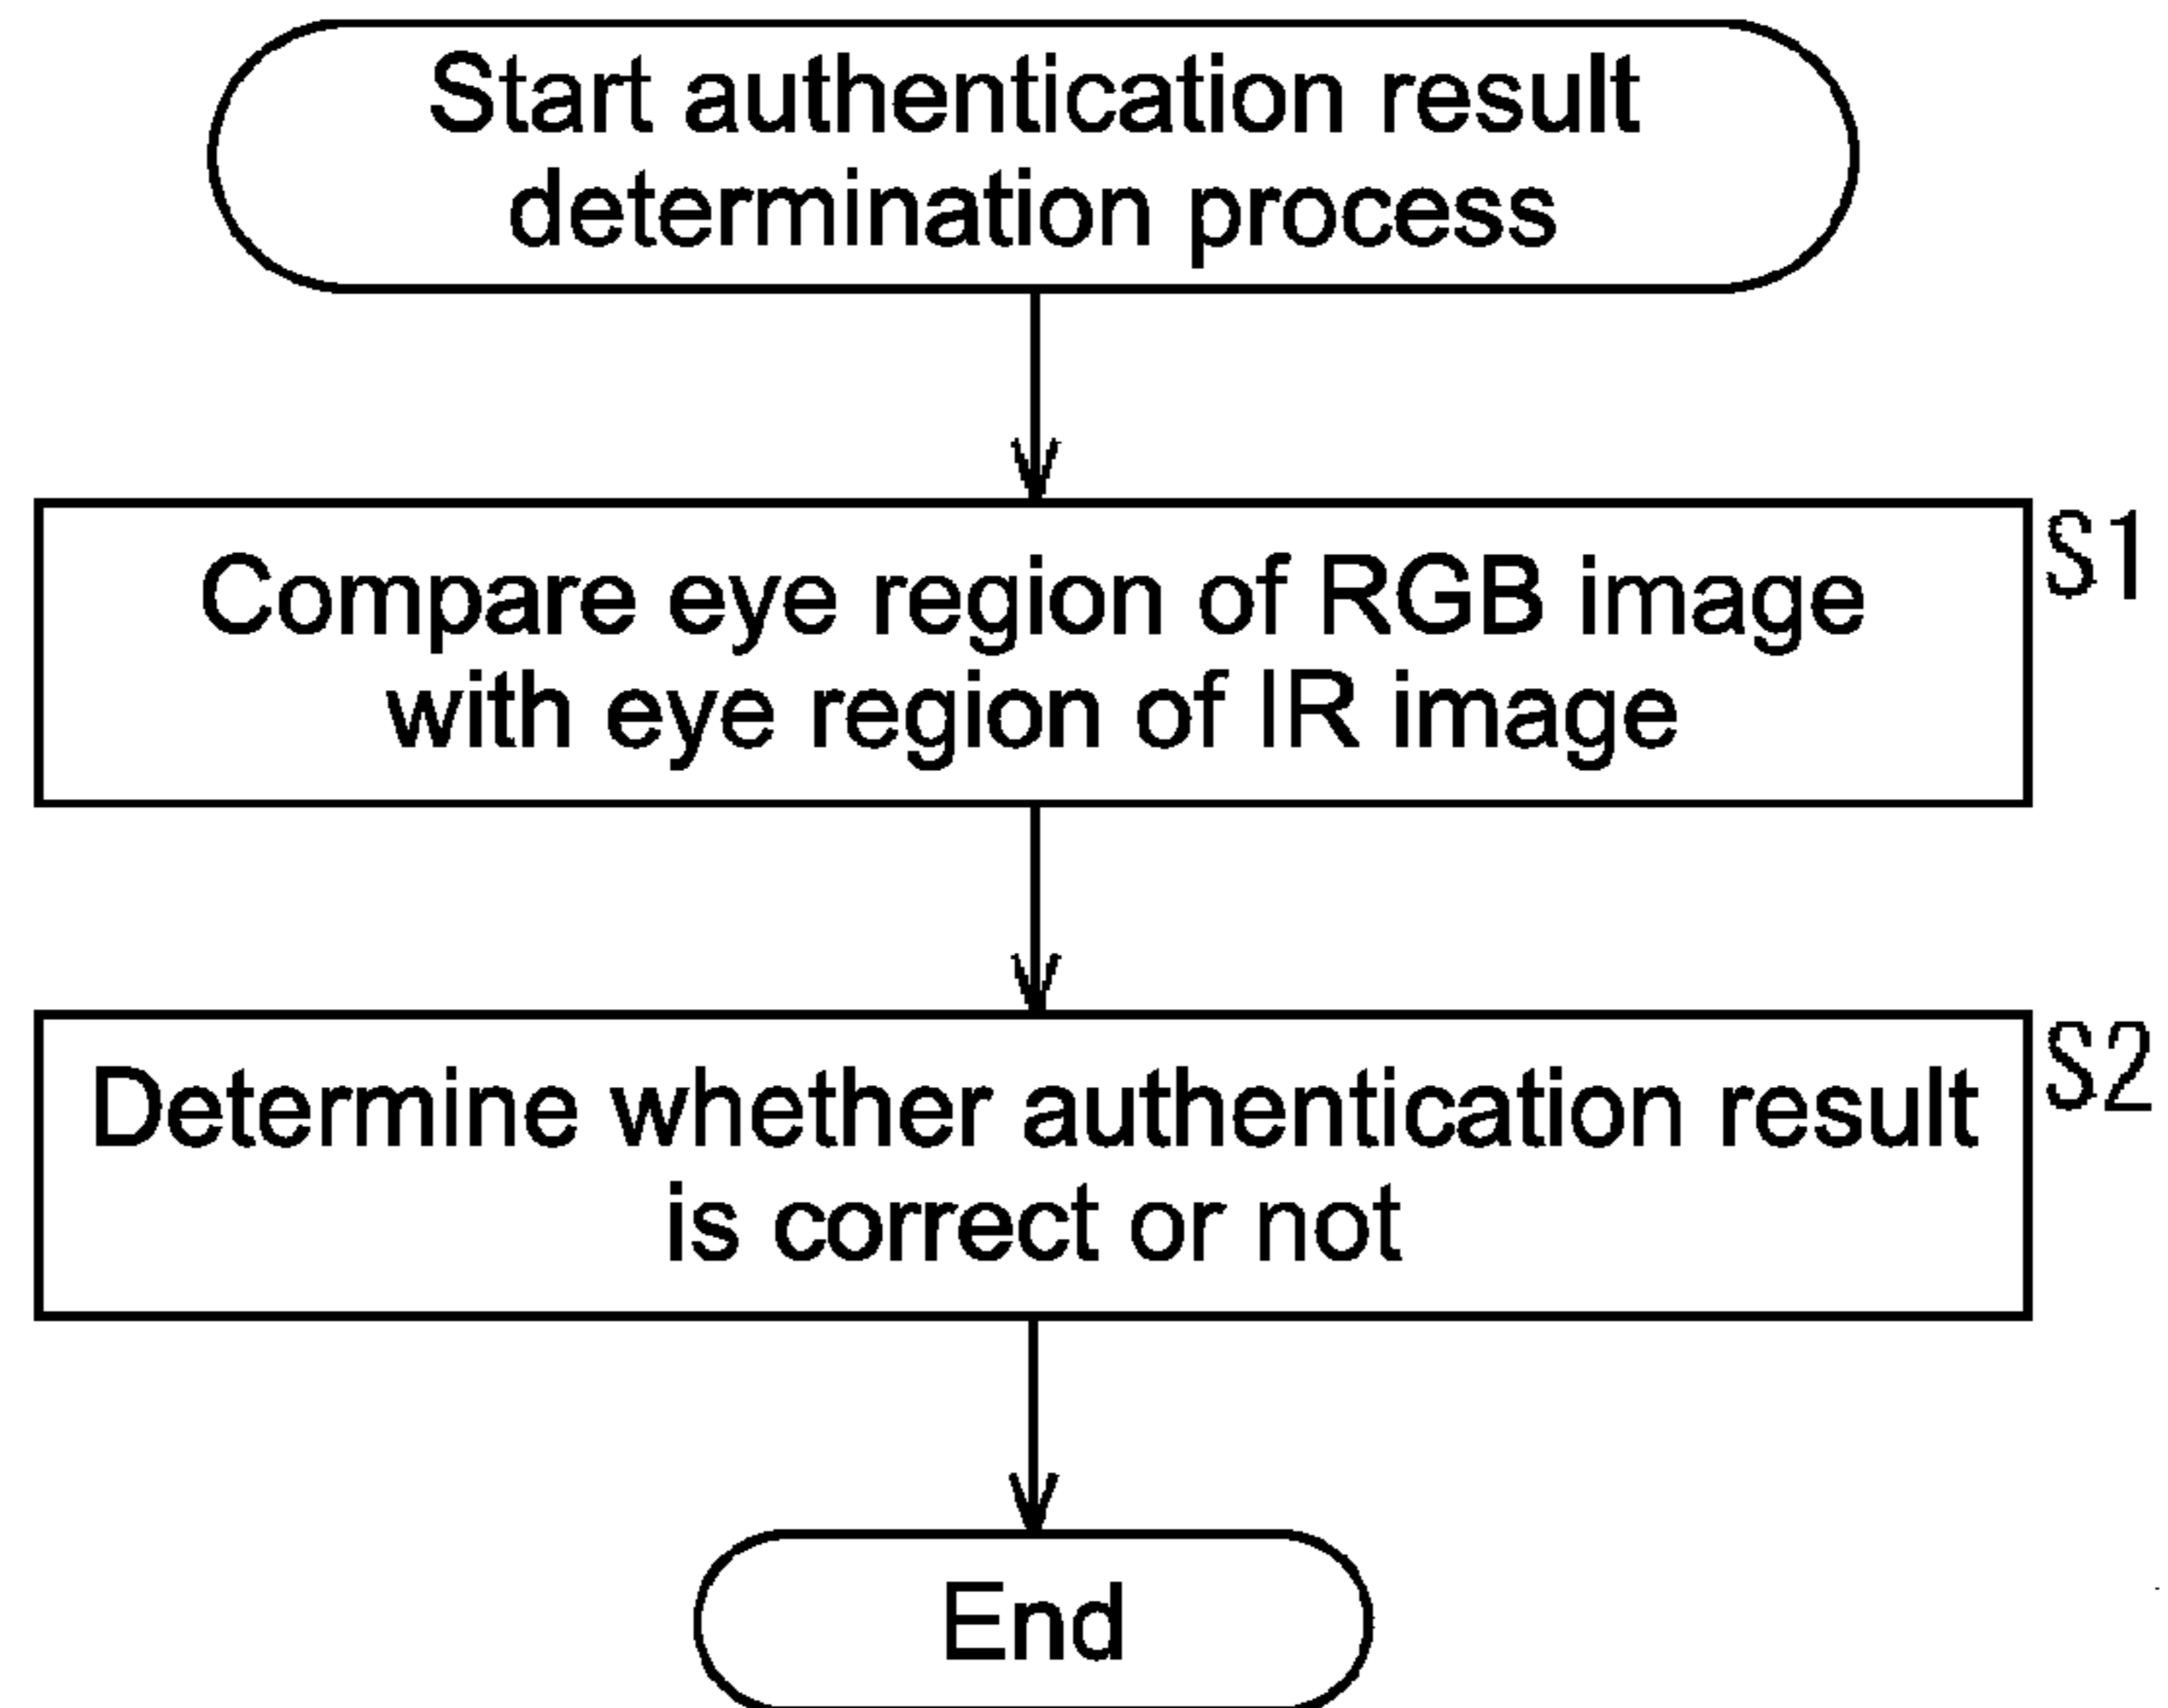 Start authentication result
determination process
S1
Compare eye region of RGB image
with eye region of IR image
S2
Determine whether authentication result
is correct or not
End